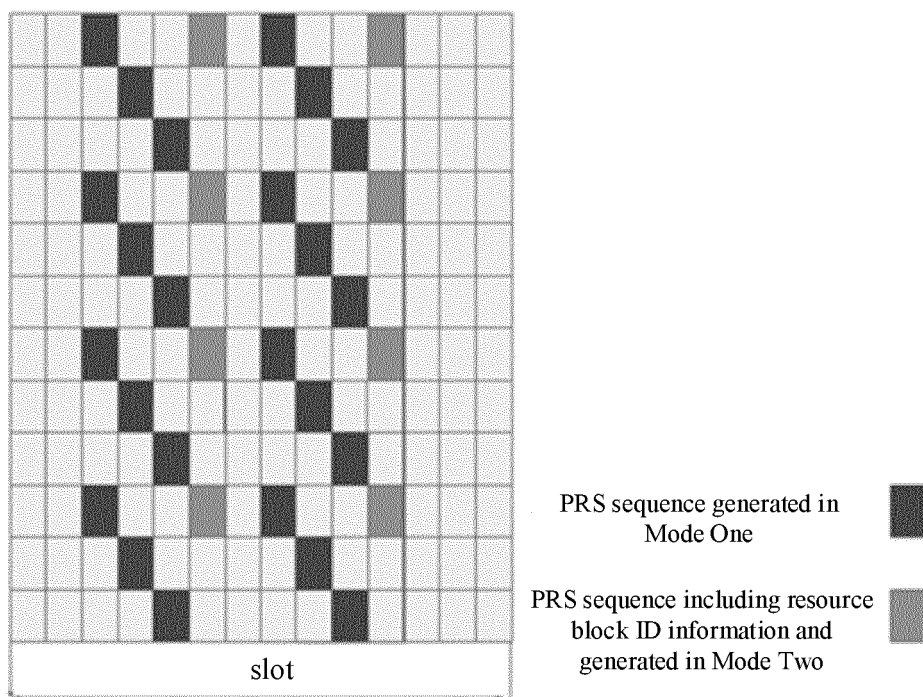 PRS sequence generated in
Mode One
PRS sequence including resource
block ID information and
generated in Mode Two
slot